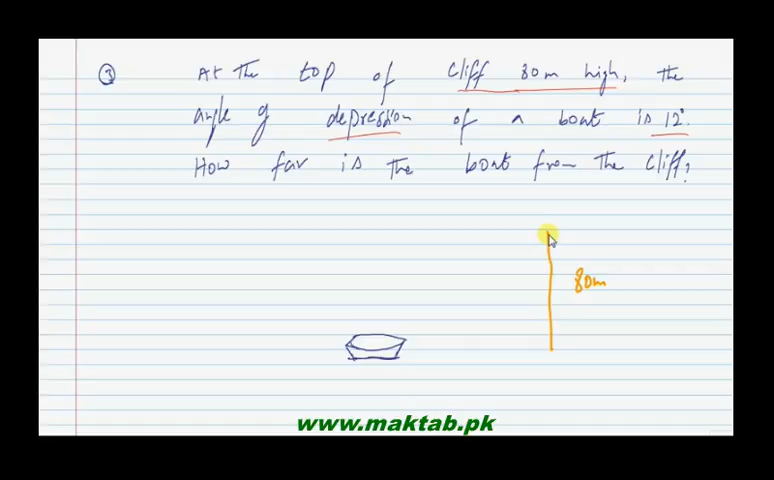 ③ At the top of cliff 80m high, the
angle of depression of a boat is 12°.
How far is the boat from the cliff?
80m
www.maktab.pk